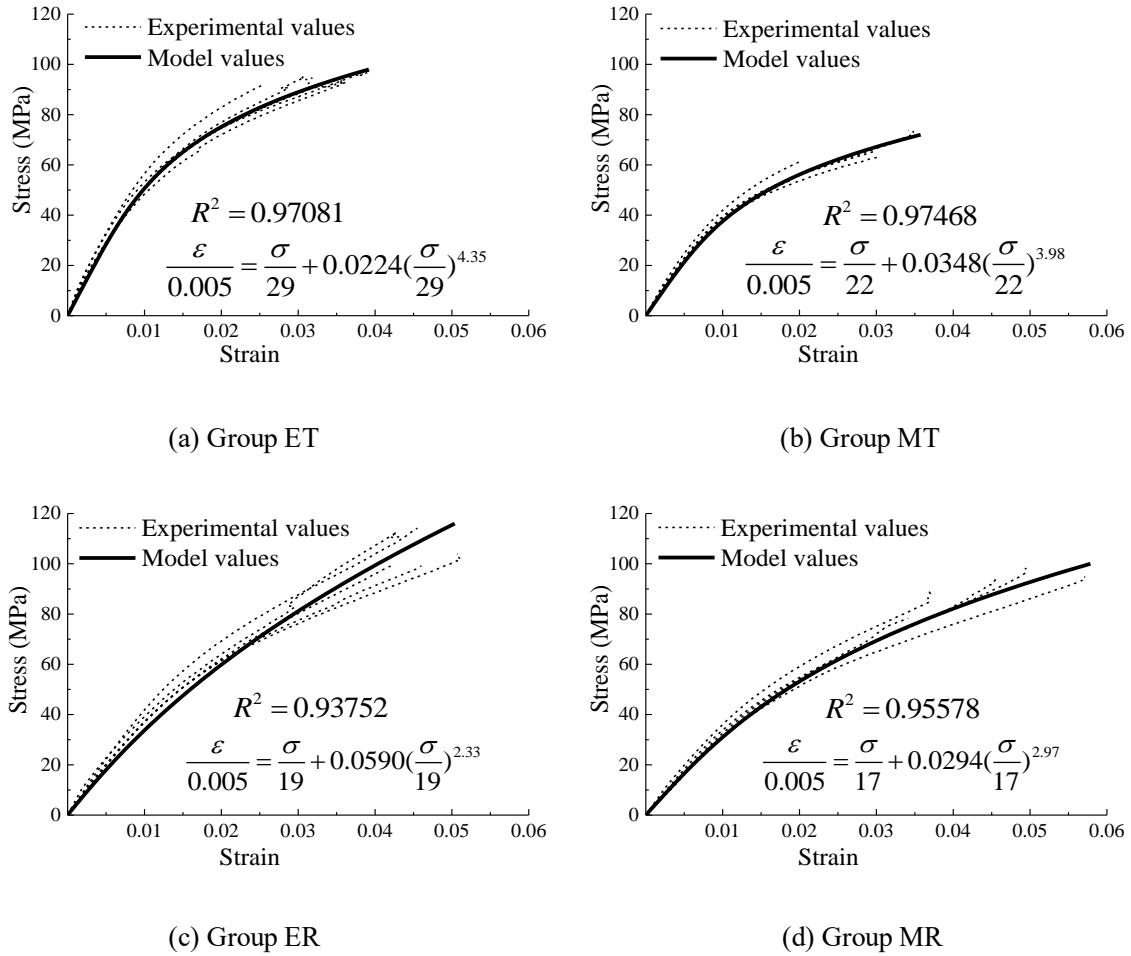 120
100
80
60
40
20
0
Stress (MPa)
Experimental values
Model values
R² = 0.97081
ε/0.005 = σ/29 + 0.0224(σ/29)^4.35
0.01 0.02 0.03 0.04 0.05 0.06
Strain
(a) Group ET
120
100
80
60
40
20
0
Stress (MPa)
Experimental values
Model values
R² = 0.97468
ε/0.005 = σ/22 + 0.0348(σ/22)^3.98
0.01 0.02 0.03 0.04 0.05 0.06
Strain
(b) Group MT
120
100
80
60
40
20
0
Stress (MPa)
Experimental values
Model values
R² = 0.93752
ε/0.005 = σ/19 + 0.0590(σ/19)^2.33
0.01 0.02 0.03 0.04 0.05 0.06
Strain
(c) Group ER
120
100
80
60
40
20
0
Stress (MPa)
Experimental values
Model values
R² = 0.95578
ε/0.005 = σ/17 + 0.0294(σ/17)^2.97
0.01 0.02 0.03 0.04 0.05 0.06
Strain
(d) Group MR